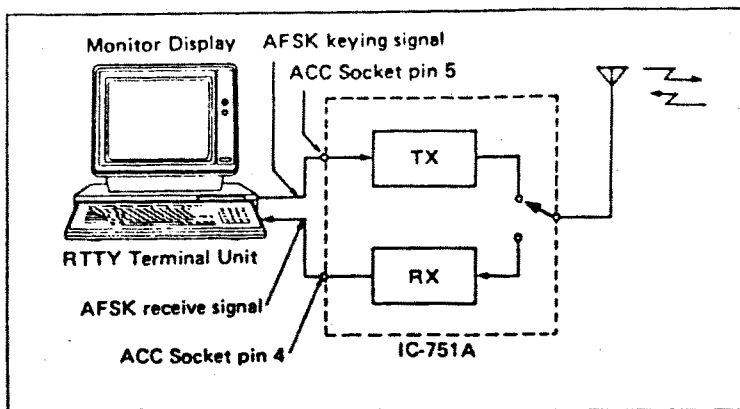 Monitor Display
AFSK keying signal
ACC Socket pin 5
TX
RTTY Terminal Unit
RX
AFSK receive signal
ACC Socket pin 4
IC-751A